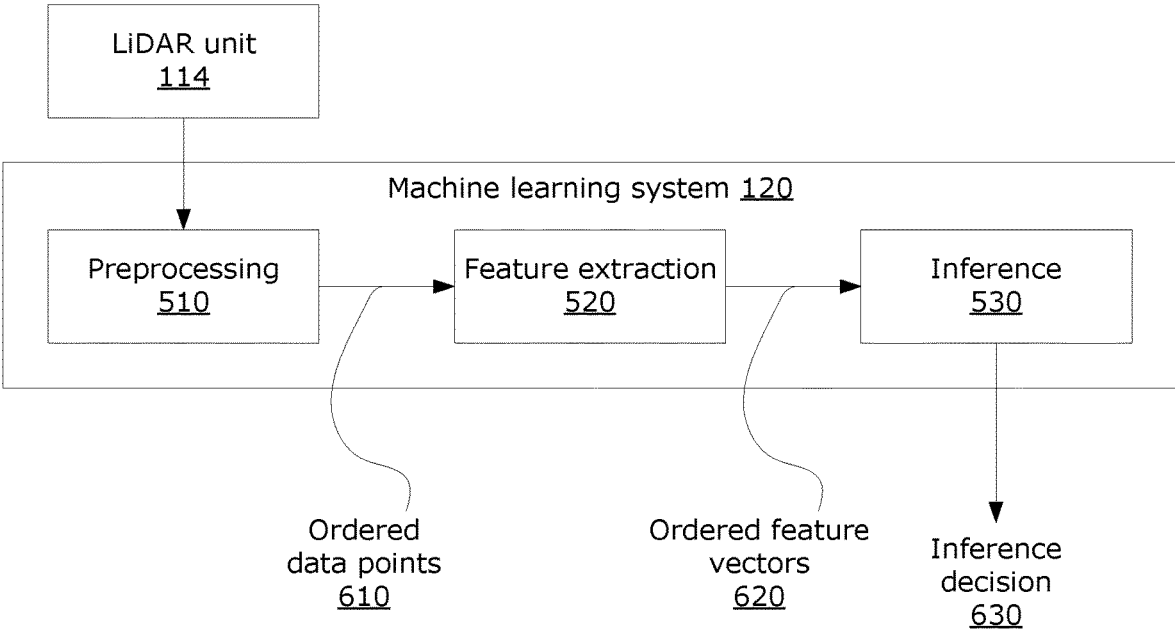 LiDAR unit
114
Machine learning system 120
Preprocessing
510
Feature extraction
520
Inference
530
Ordered
data points
610
Ordered feature
vectors
620
Inference
decision
630